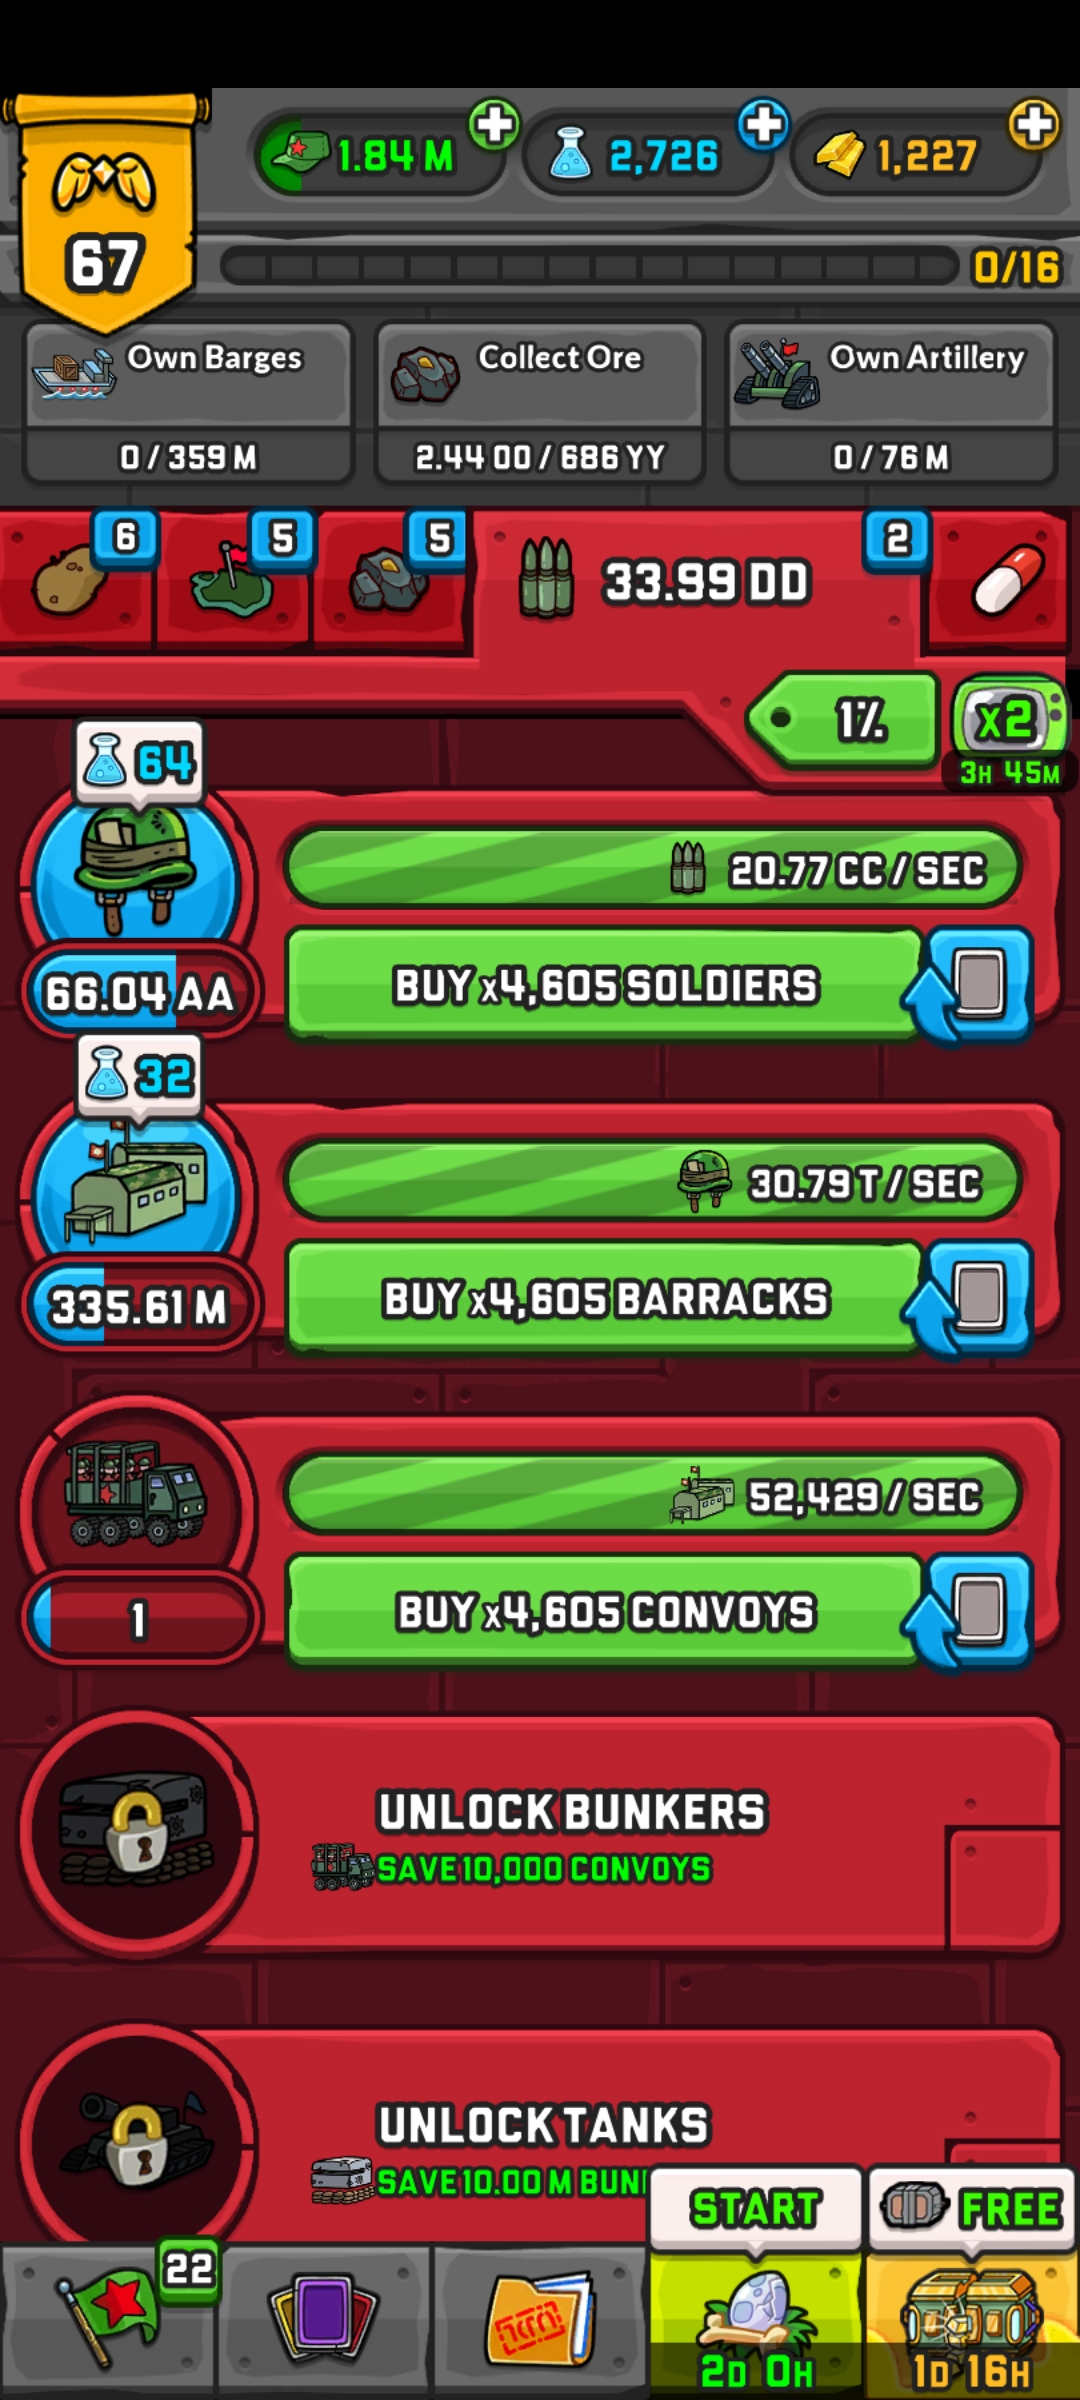 1.84 M
2,726
1,227
67
0/16
Own Barges
0 / 359 M
Collect Ore
2.44 OO / 686 YY
Own Artillery
0 / 76 M
6
5
5
33.99 DD
2
1%
x2
3H 45M
64
20.77 CC / SEC
66.04 AA
BUY x4,605 SOLDIERS
32
30.79 T / SEC
335.61 M
BUY x4,605 BARRACKS
52,429 / SEC
1
BUY x4,605 CONVOYS
UNLOCK BUNKERS
SAVE 10,000 CONVOYS
UNLOCK TANKS
SAVE 10.00 M BUN
START
FREE
22
2D 0H
1D 16H